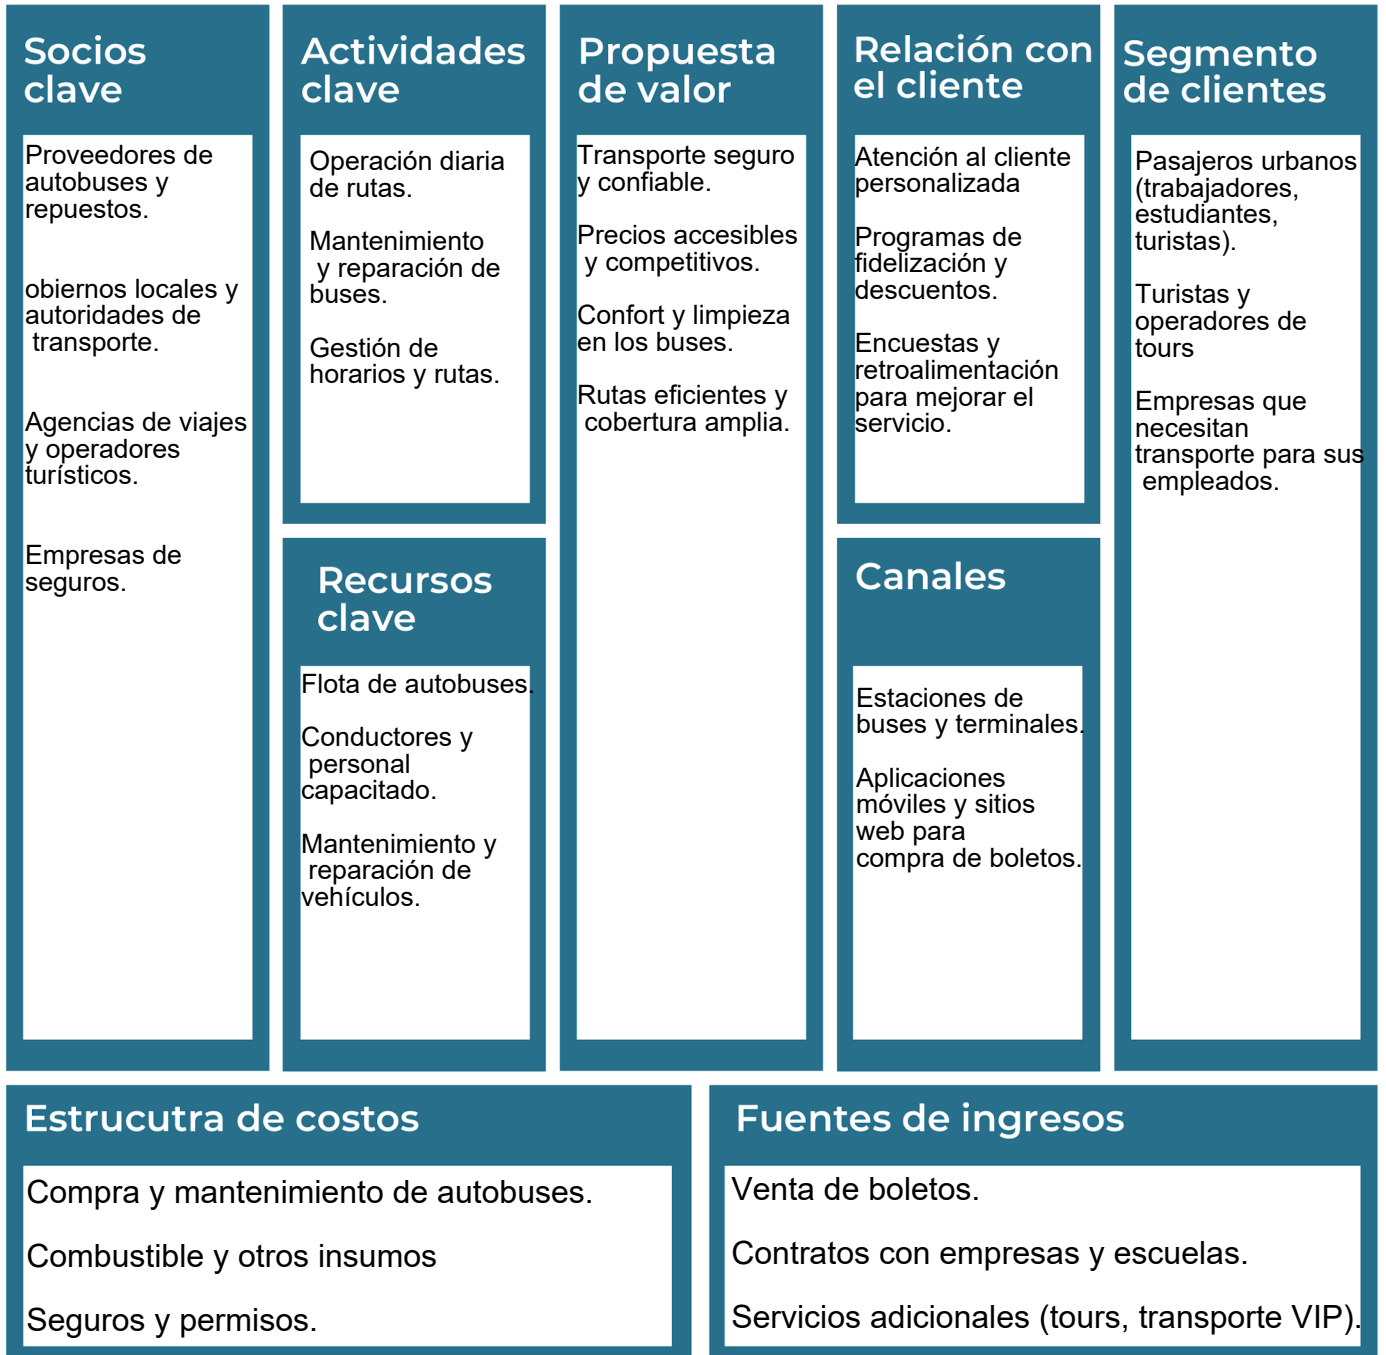 Socios
clave
Proveedores de
autobuses y
repuestos.
obiernos locales y
autoridades de
transporte.
Agencias de viajes
y operadores
turísticos.
Empresas de
seguros.
Actividades
clave
Operación diaria
de rutas.
Mantenimiento
y reparación de
buses.
Gestión de
horarios y rutas.
Recursos
clave
Flota de autobuses.
Conductores y
personal
capacitado.
Mantenimiento y
reparación de
vehículos.
Propuesta
de valor
Transporte seguro
y confiable.
Precios accesibles
y competitivos.
Confort y limpieza
en los buses.
Rutas eficientes y
cobertura amplia.
Relación con
el cliente
Atención al cliente
personalizada
Programas de
fidelización y
descuentos.
Encuestas y
retroalimentación
para mejorar el
servicio.
Canales
Estaciones de
buses y terminales.
Aplicaciones
móviles y sitios
web para
compra de boletos.
Segmento
de clientes
Pasajeros urbanos
(trabajadores,
estudiantes,
turistas).
Turistas y
operadores de
tours
Empresas que
necesitan
transporte para sus
empleados.
Estrucutra de costos
Compra y mantenimiento de autobuses.
Combustible y otros insumos
Seguros y permisos.
Fuentes de ingresos
Venta de boletos.
Contratos con empresas y escuelas.
Servicios adicionales (tours, transporte VIP).